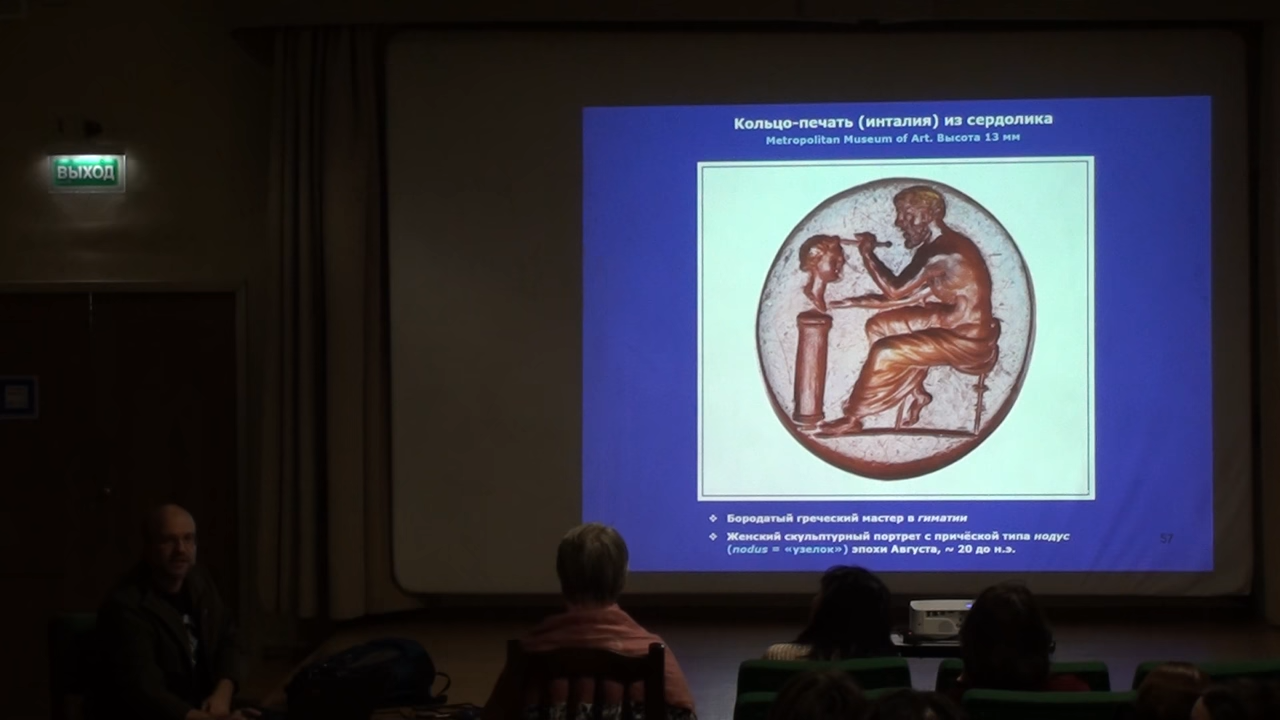 ВЫХОД
Кольцо-печать (инталия) из сердолика
Metropolitan Museum of Art. Высота 13 мм
❖ Бородатый греческий мастер в гиматии
❖ Женский скульптурный портрет с причёской типа нодус
(nodus = «узелок») эпохи Августа, ~ 20 до н.э.
57